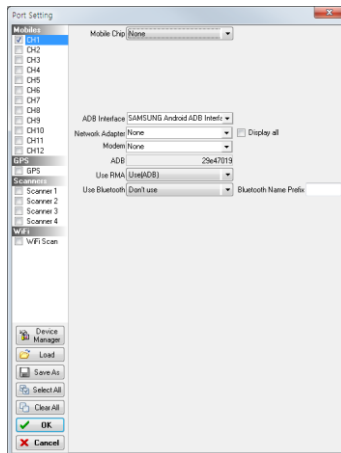 Port Setting
Mobiles
CH1
CH2
CH3
CH4
CH5
CH6
CH7
CH8
CH9
CH10
CH11
CH12
GPS
GPS
Scanners
Scanner 1
Scanner 2
Scanner 3
Scanner 4
WiFi
WiFi Scan
Mobile Chip None
ADB Interface SAMSUNG Android ADB Interfa
Network Adapter None Display all
Modem None
ADB 29e47019
Use RMA Use(ADB)
Use Bluetooth Don't use Bluetooth Name Prefix
Device Manager
Load
Save As
Select All
Clear All
OK
Cancel